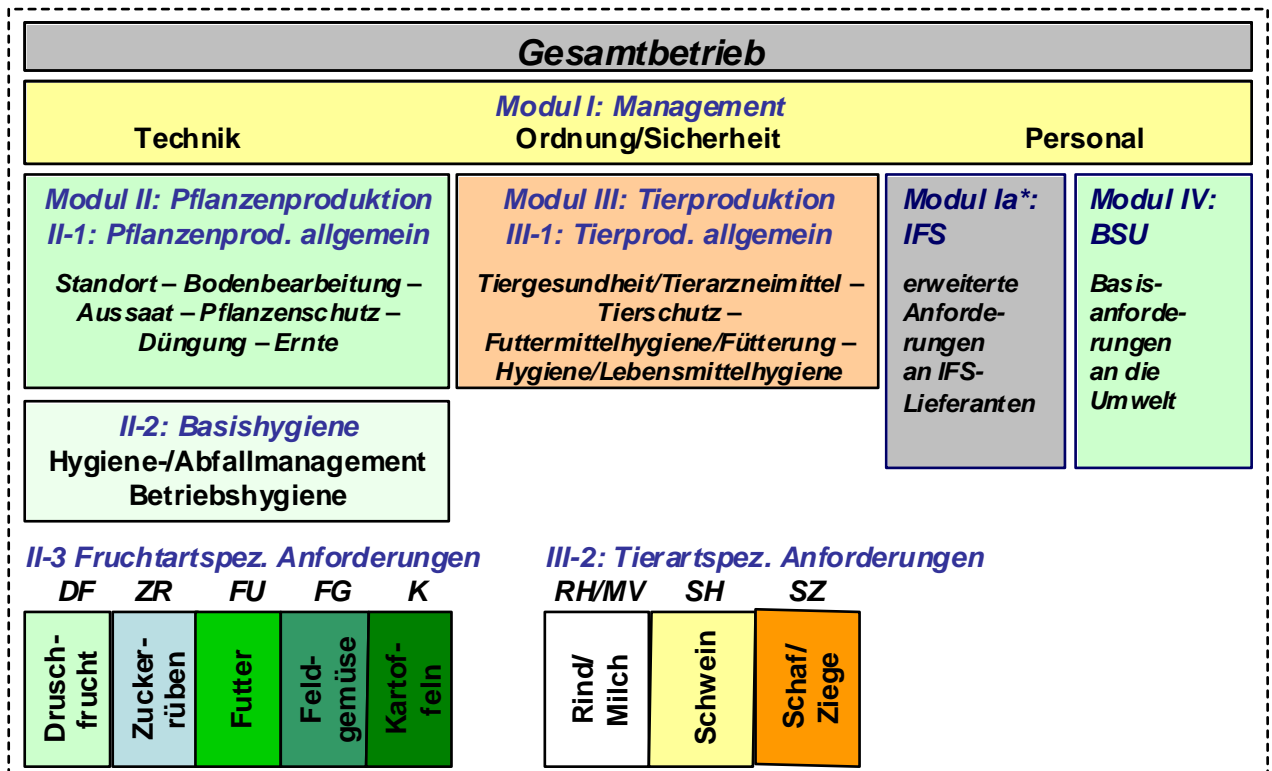 Gesamtbetrieb
Modul I: Management
Technik Ordnung/Sicherheit Personal
Modul II: Pflanzenproduktion
II-1: Pflanzenprod. allgemein
Standort – Bodenbearbeitung –
Aussaat – Pflanzenschutz –
Düngung – Ernte
Modul III: Tierproduktion
III-1: Tierprod. allgemein
Tiergesundheit/Tierarzneimittel –
Tierschutz –
Futtermittelhygiene/Fütterung –
Hygiene/Lebensmittelhygiene
Modul Ia*:
IFS
erweiterte
Anforde-
rungen
an IFS-
Lieferanten
Modul IV:
BSU
Basis-
anforde-
rungen
an die
Umwelt
II-2: Basishygiene
Hygiene-/Abfallmanagement
Betriebshygiene
II-3 Fruchtartspez. Anforderungen
DF ZR FU FG K
Drusch-
frucht
Zucker-
rüben
Futter
Feld-
genüse
Kartof-
feln
III-2: Tierartspez. Anforderungen
RH/MV SH SZ
Rind/
Milch
Schwein
Schaf/
Ziege